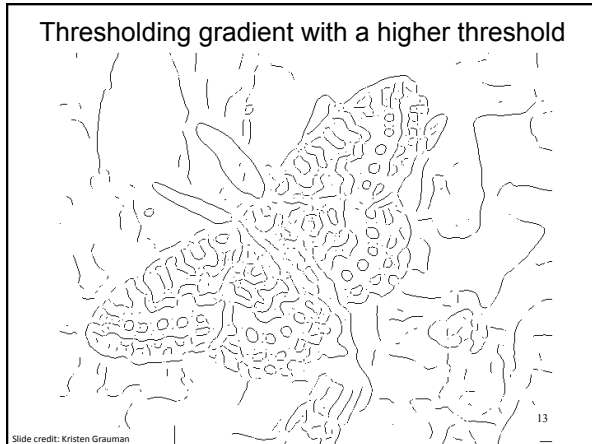 Thresholding gradient with a higher threshold
13
Slide credit: Kristen Grauman